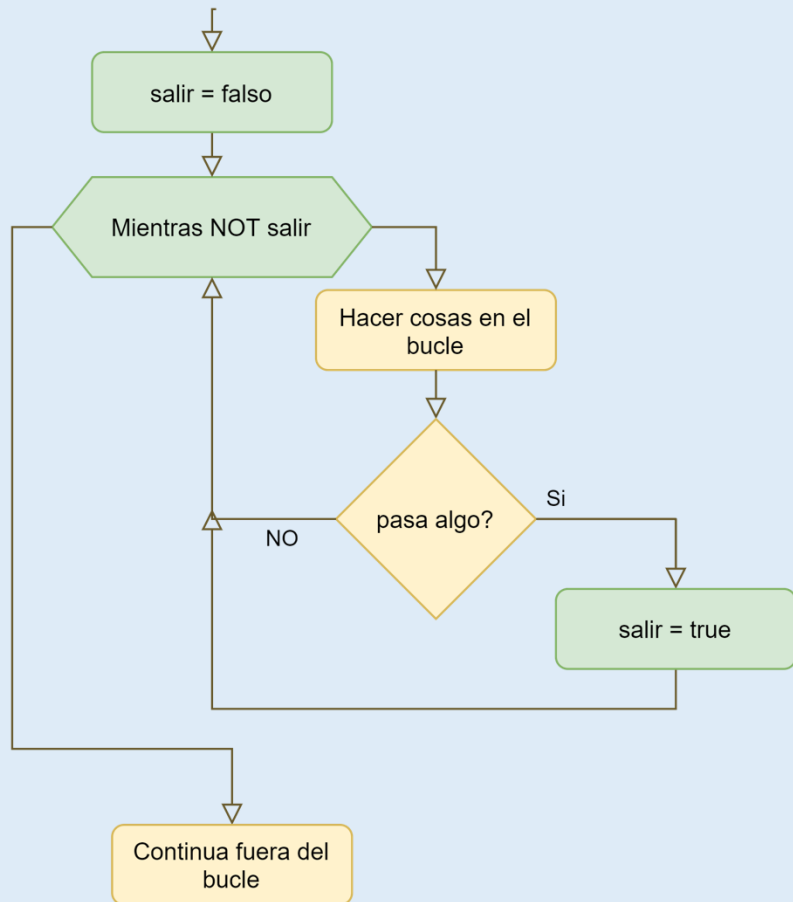 salir = falso
Mientras NOT salir
Hacer cosas en el
bucle
pasa algo?
Si
NO
salir = true
Continua fuera del
bucle